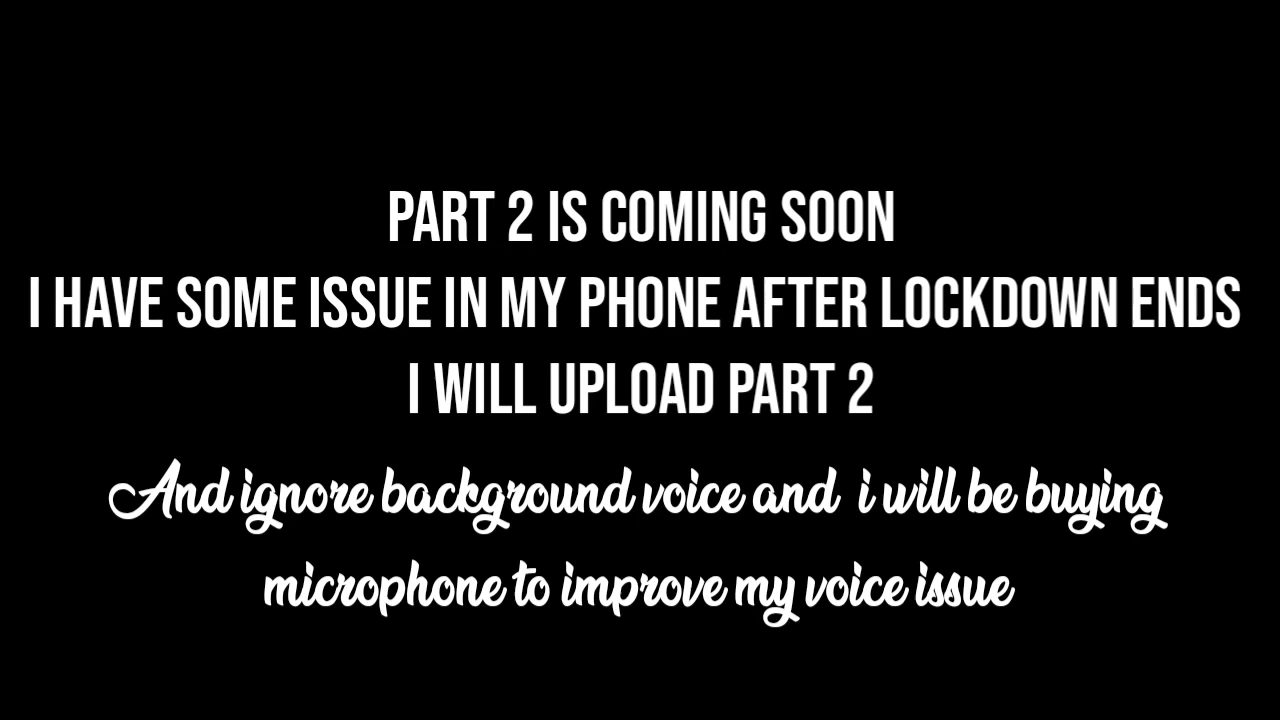 PART 2 IS COMING SOON
I HAVE SOME ISSUE IN MY PHONE AFTER LOCKDOWN ENDS
I WILL UPLOAD PART 2
And ignore background voice and i will be buying
microphone to improve my voice issue